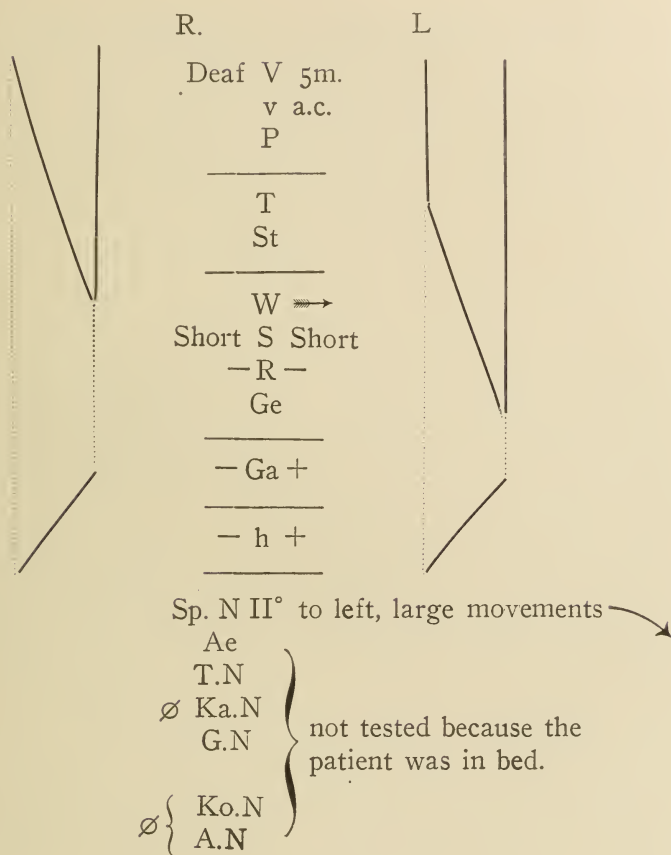 R. L
Deaf V 5m.
v a.c.
P
T
St
W
Short S Short
— R —
Ge
— Ga +
— h +
Sp. N II° to left, large movements
Ae
T.N
ø Ka.N
G.N
not tested because the
patient was in bed.
ø { Ko.N
A.N